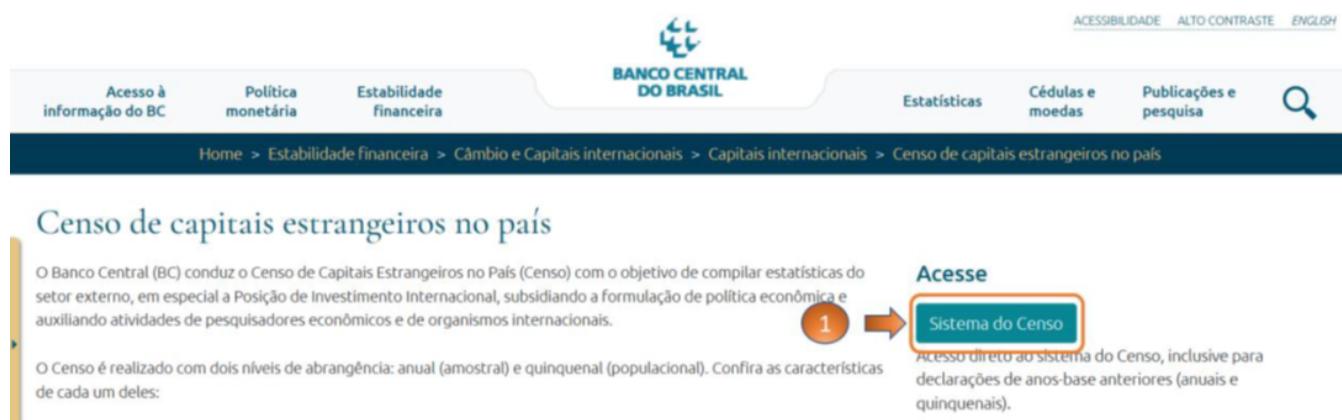 ACESSIBILIDADE ALTO CONTRASTE ENGLISH
BANCO CENTRAL
DO BRASIL
Acesso à
informação do BC
Política
monetária
Estabilidade
financeira
Estatísticas
Cédulas e
moedas
Publicações e
pesquisa
Home > Estabilidade financeira > Câmbio e Capitais internacionais > Capitais internacionais > Censo de capitais estrangeiros no país
Censo de capitais estrangeiros no país
O Banco Central (BC) conduz o Censo de Capitais Estrangeiros no País (Censo) com o objetivo de compilar estatísticas do
setor externo, em especial a Posição de Investimento Internacional, subsidiando a formulação de política econômica e
auxiliando atividades de pesquisadores econômicos e de organismos internacionais.
O Censo é realizado com dois níveis de abrangência: anual (amostral) e quinquenal (populacional). Confira as características
de cada um deles:
Acesse
1
Sistema do Censo
Acesso direto ao sistema do Censo, inclusive para
declarações de anos-base anteriores (anuais e
quinquenais).